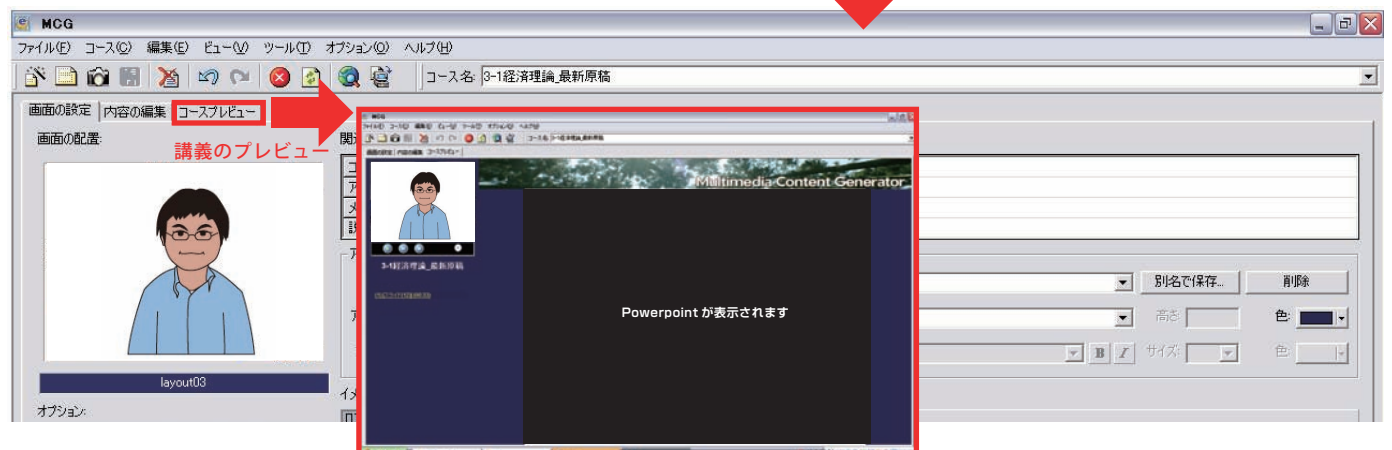 MCG
ファイル(F) コース(C) 編集(E) ビュー(V) ツール(T) オプション(O) ヘルプ(H)
コース名: 3-1経済理論_最新原稿
画面の設定 内容の編集 コースプレビュー
画面の配置:
講義のプレビュー
Multimedia Content Generator
3-1経済理論_最新原稿
Powerpoint が表示されます
別名で保存... 削除
高さ: 色:
B I サイズ: 色:
layout03
オプション: